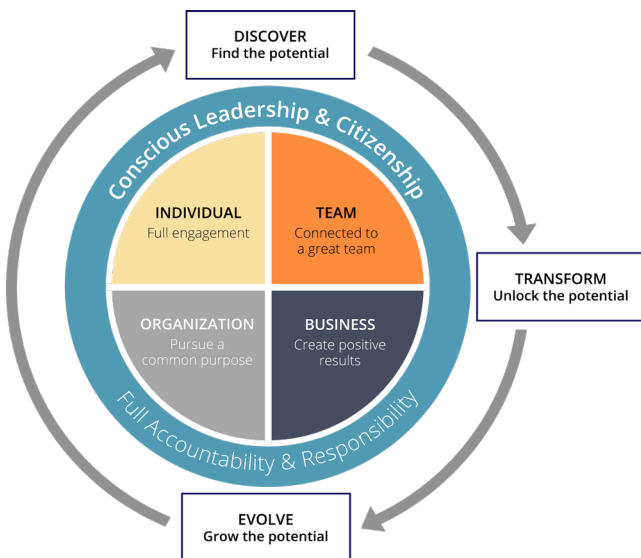 DISCOVER
Find the potential
Conscious Leadership & Citizenship
INDIVIDUAL
Full engagement
TEAM
Connected to
a great team
TRANSFORM
Unlock the potential
ORGANIZATION
Pursue a
common purpose
BUSINESS
Create positive
results
Full Accountability & Responsibility
EVOLVE
Grow the potential